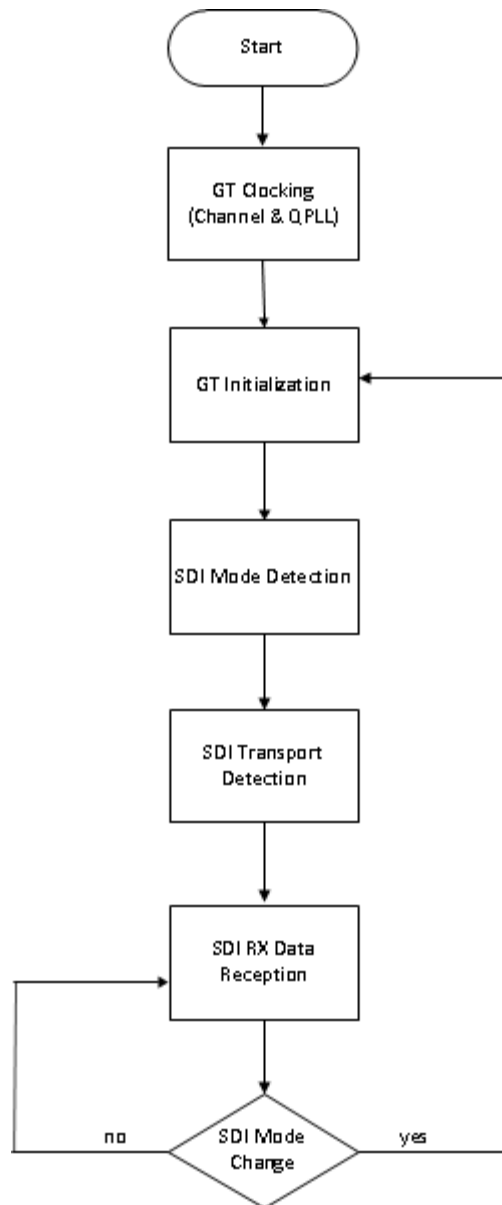 Start
GT Clocking
(Channel & QPLL)
GT Initialization
SDI Mode Detection
SDI Transport
Detection
SDI RX Data
Reception
no
SDI Mode
Change
yes